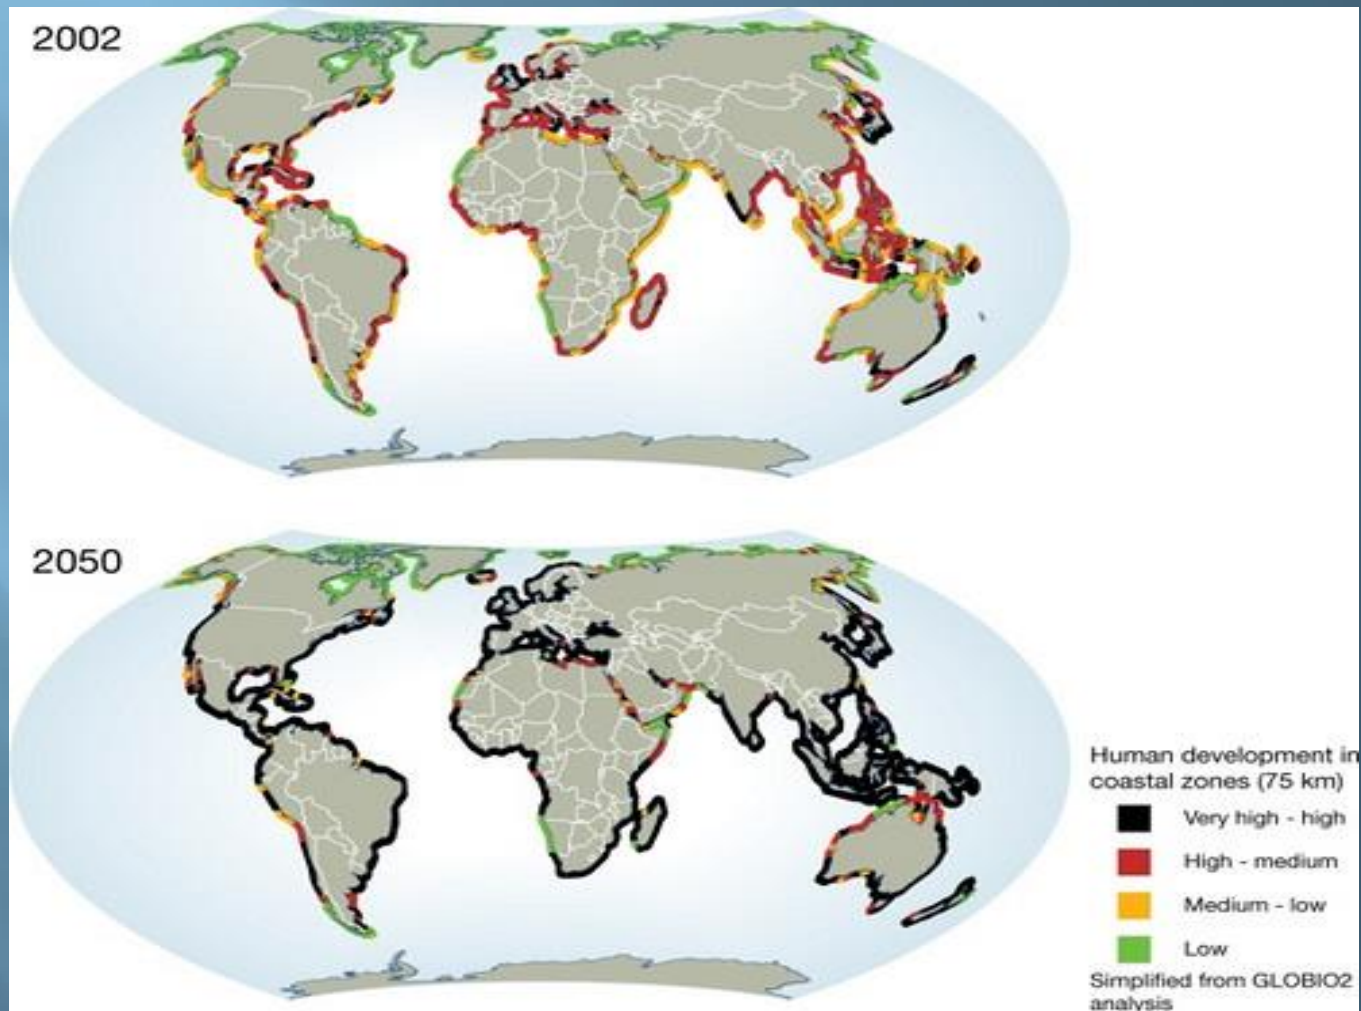 2002
2050
Human development in
coastal zones (75 km)
Very high - high
High - medium
Medium - low
Low
Simplified from GLOBIO2
analysis